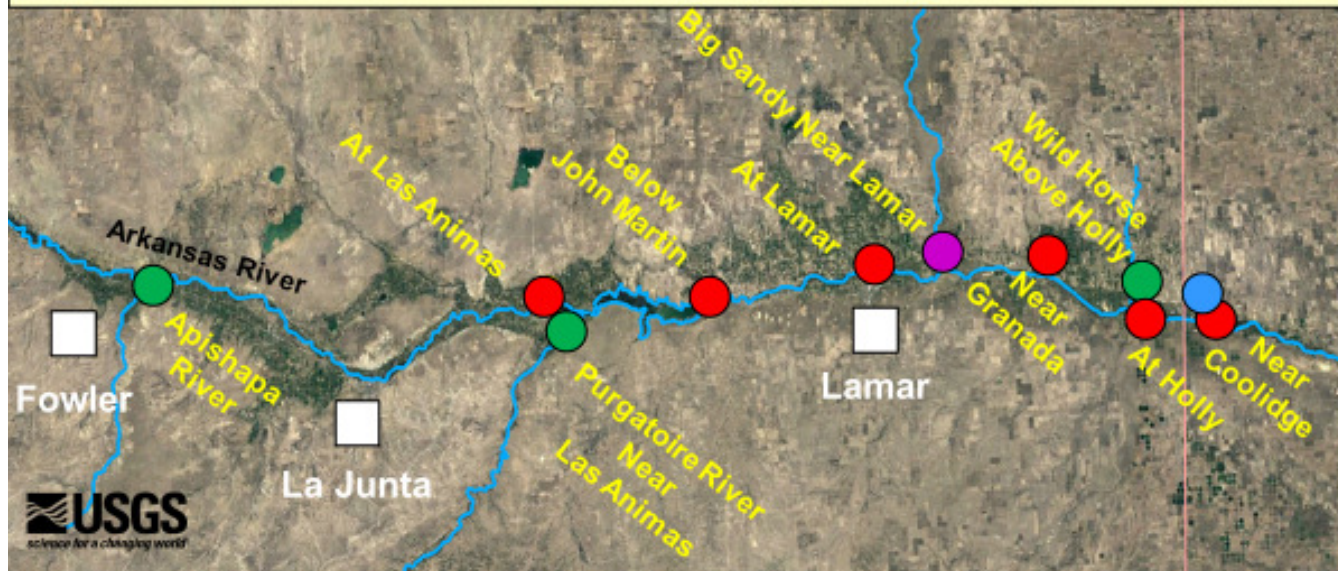 Big Sandy Near Lamar
Wild Horse
Above Holly
At Las Animas
Below
John Martin
At Lamar
Arkansas River
Near
Granada
Apishapa
River
At Holly
Near
Coolidge
Fowler
Lamar
Purgatoire River
Near
Las Animas
La Junta
USGS
science for a changing world